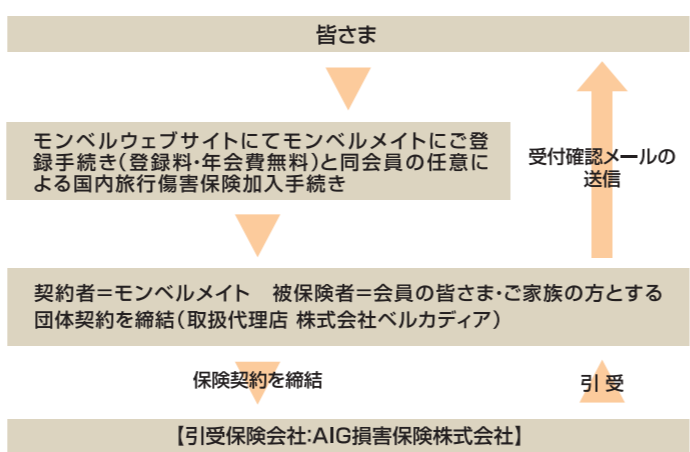 皆さま
モンベルウェブサイトにてモンベルメイトにご登
録手続き(登録料・年会費無料)と同会員の任意に
よる国内旅行傷害保険加入手続き
受付確認メールの
送信
契約者=モンベルメイト　被保険者=会員の皆さま・ご家族の方とする
団体契約を締結(取扱代理店 株式会社ベルカディア)
保険契約を締結
引 受
【引受保険会社:AIG損害保険株式会社】